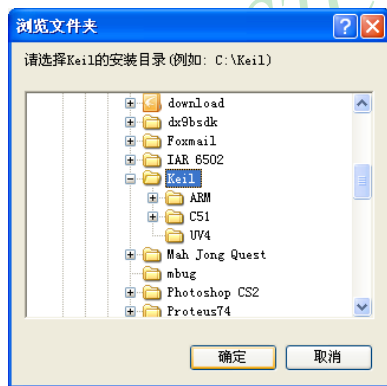 浏览文件夹
请选择Keil的安装目录(例如: C:\Keil)
download
dx9bsdk
Foxmail
IAR 6502
Keil
ARM
C51
UV4
Mah Jong Quest
mbug
Photoshop CS2
Proteus74
确定 取消